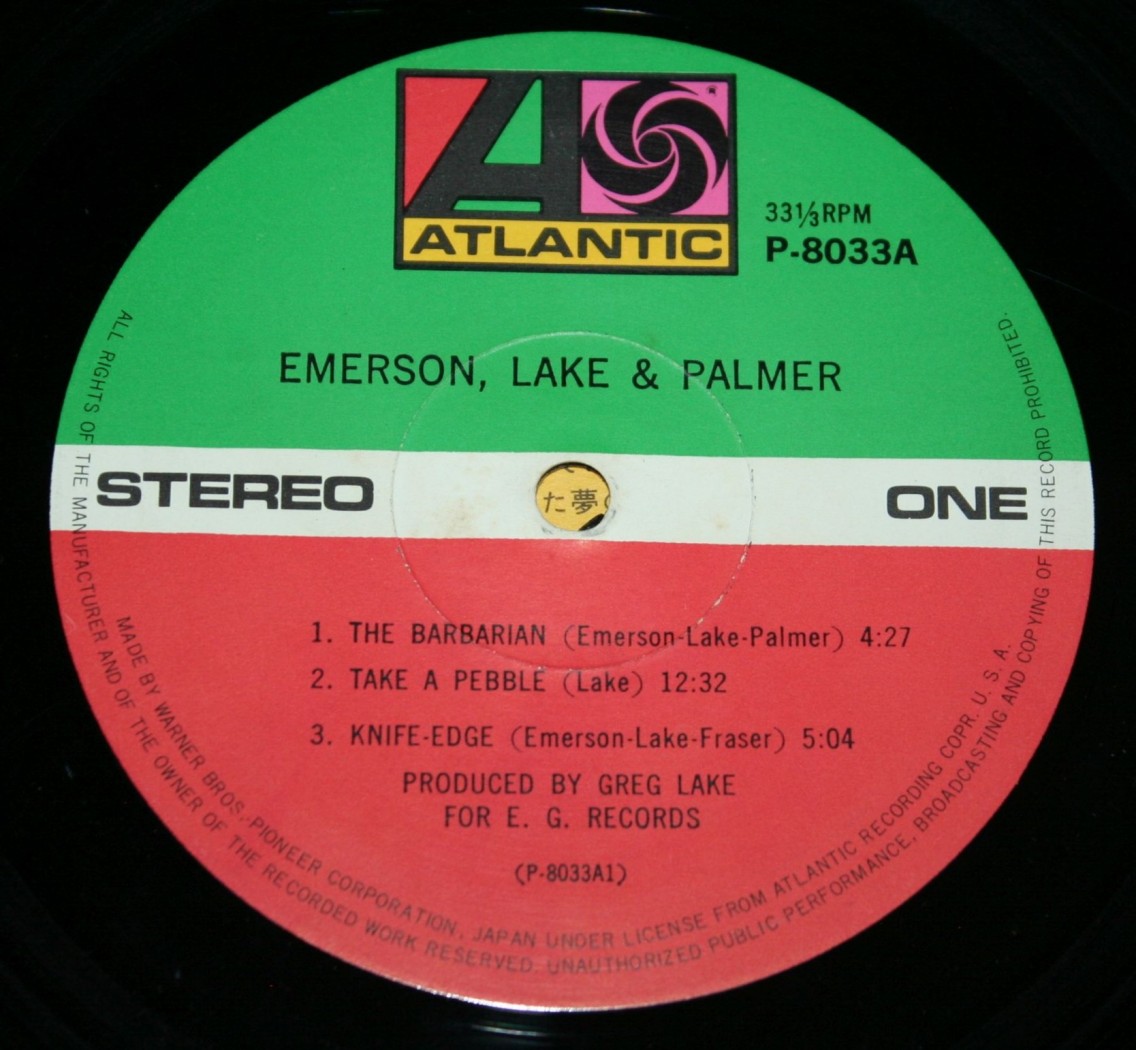 ATLANTIC
33⅓RPM
P-8033A
EMERSON, LAKE & PALMER
STEREO
ONE
た夢
1. THE BARBARIAN (Emerson-Lake-Palmer) 4:27
2. TAKE A PEBBLE (Lake) 12:32
3. KNIFE-EDGE (Emerson-Lake-Fraser) 5:04
PRODUCED BY GREG LAKE
FOR E. G. RECORDS
(P-8033A1)
MADE BY WARNER BROS.-PIONEER CORPORATION, JAPAN UNDER LICENSE FROM ATLANTIC RECORDING COPR. U. S. A.
ALL RIGHTS OF THE MANUFACTURER AND OF THE OWNER OF THE RECORDED WORK RESERVED. UNAUTHORIZED PUBLIC PERFORMANCE, BROADCASTING AND COPYING OF THIS RECORD PROHIBITED.